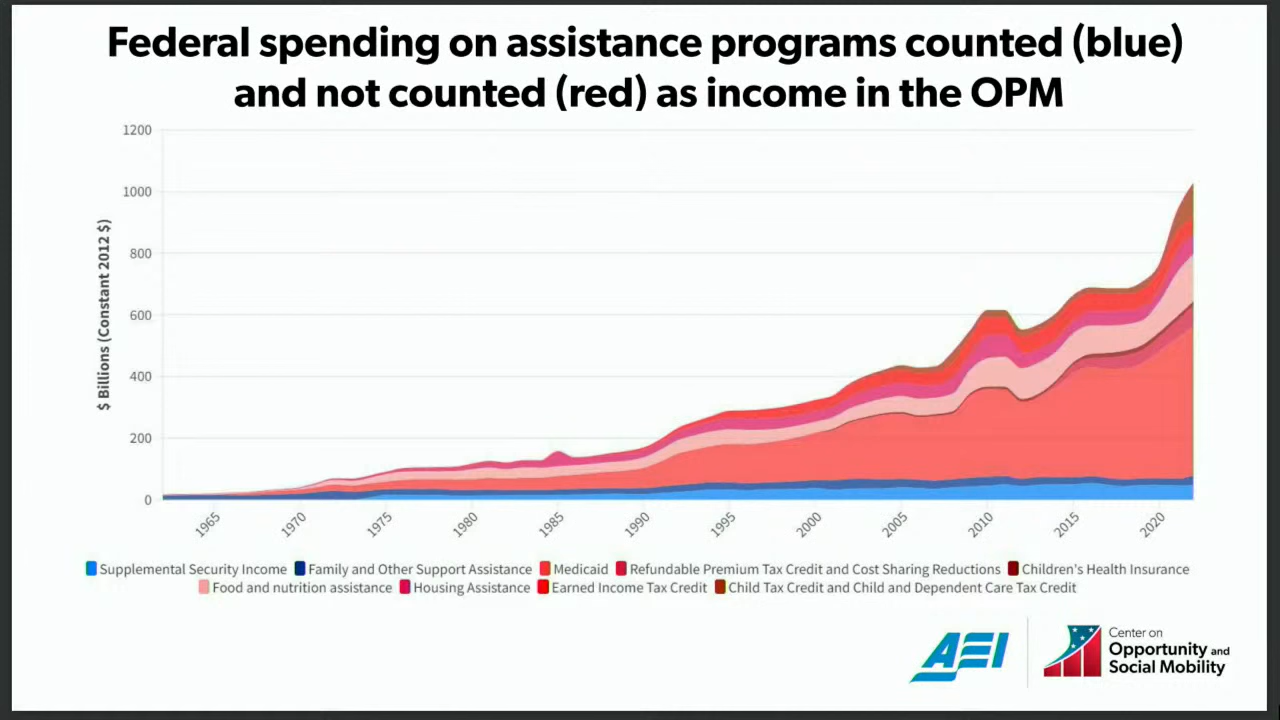 Federal spending on assistance programs counted (blue)
and not counted (red) as income in the OPM
$ Billions (Constant 2012 $)
1200
1000
800
600
400
200
0
1965 1970 1975 1980 1985 1990 1995 2000 2005 2010 2015 2020
Supplemental Security Income Family and Other Support Assistance Medicaid Refundable Premium Tax Credit and Cost Sharing Reductions Children's Health Insurance
Food and nutrition assistance Housing Assistance Earned Income Tax Credit Child Tax Credit and Child and Dependent Care Tax Credit
AEI
Center on
Opportunity and
Social Mobility